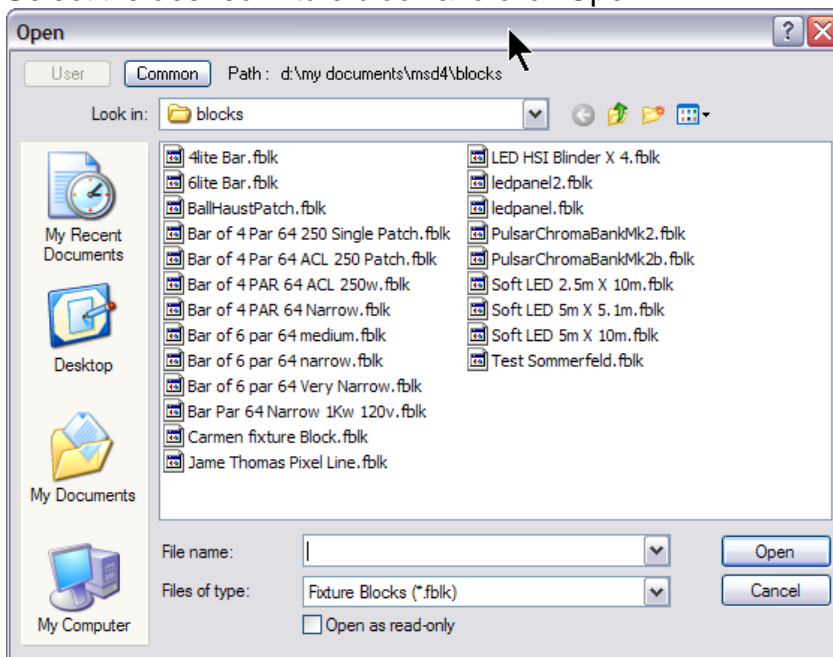 Open
User Common Path : d:\my documents\msd4\blocks
Look in: blocks
4lite Bar.fblk
6lite Bar.fblk
BallHaustPatch.fblk
Bar of 4 Par 64 250 Single Patch.fblk
Bar of 4 Par 64 ACL 250 Patch.fblk
Bar of 4 PAR 64 ACL 250w.fblk
Bar of 4 PAR 64 Narrow.fblk
Bar of 6 par 64 medium.fblk
Bar of 6 par 64 narrow.fblk
Bar of 6 par 64 Very Narrow.fblk
Bar Par 64 Narrow 1Kw 120v.fblk
Carmen fixture Block.fblk
Jame Thomas Pixel Line.fblk
LED HSI Blinder X 4.fblk
ledpanel2.fblk
ledpanel.fblk
PulsarChromaBankMk2.fblk
PulsarChromaBankMk2b.fblk
Soft LED 2.5m X 10m.fblk
Soft LED 5m X 5.1m.fblk
Soft LED 5m X 10m.fblk
Test Sommerfeld.fblk
My Recent
Documents
Desktop
My Documents
My Computer
File name:
Open
Files of type: Fixture Blocks (*.fblk)
Cancel
Open as read-only